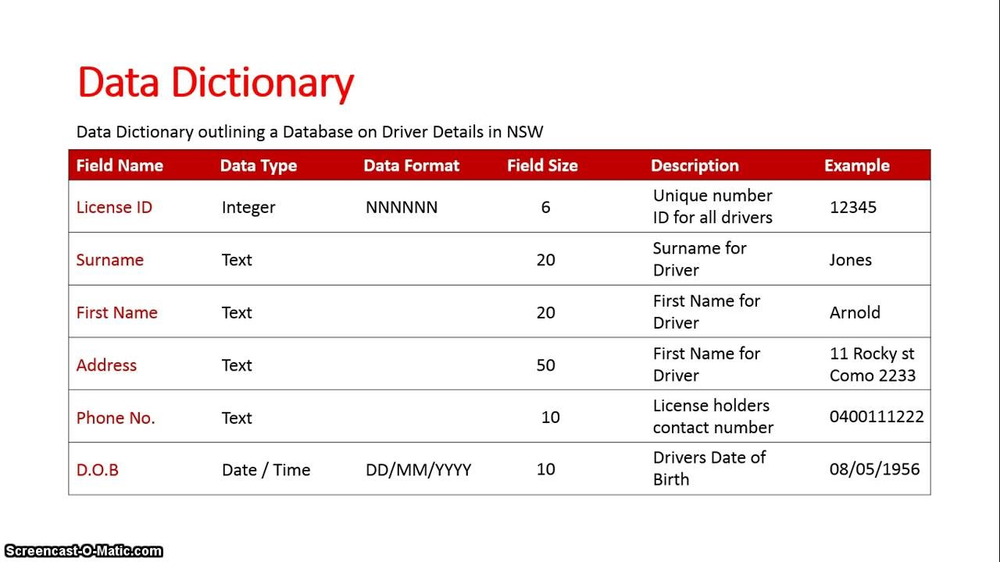 Data Dictionary
Data Dictionary outlining a Database on Driver Details in NSW
Field Name Data Type Data Format Field Size Description Example
License ID Integer NNNNNN 6 Unique number ID for all drivers 12345
Surname Text 20 Surname for Driver Jones
First Name Text 20 First Name for Driver Arnold
Address Text 50 First Name for Driver 11 Rocky st Como 2233
Phone No. Text 10 License holders contact number 0400111222
D.O.B Date / Time DD/MM/YYYY 10 Drivers Date of Birth 08/05/1956
Screencast-O-Matic.com